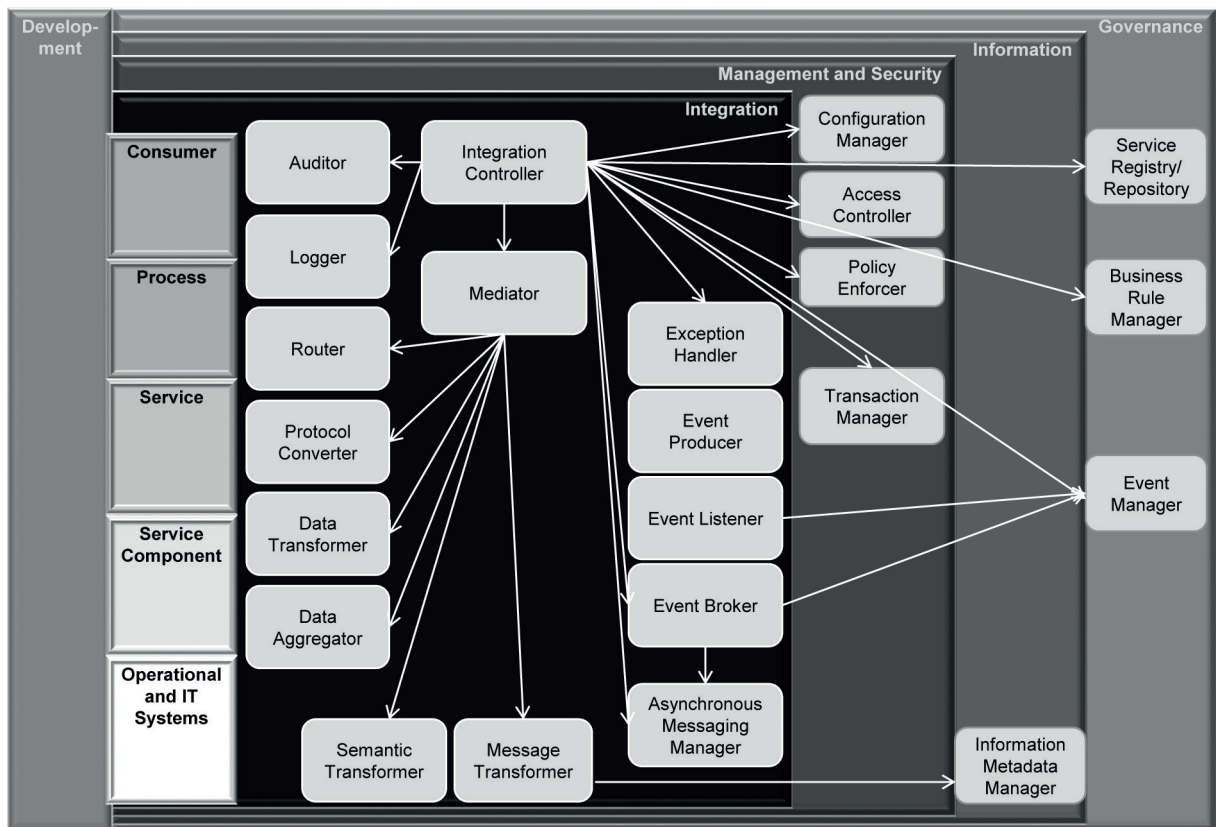 Develop-
ment
Governance
Information
Management and Security
Integration
Consumer
Process
Service
Service
Component
Operational
and IT
Systems
Auditor
Integration
Controller
Logger
Mediator
Router
Protocol
Converter
Data
Transformer
Data
Aggregator
Semantic
Transformer
Message
Transformer
Exception
Handler
Event
Producer
Event Listener
Event Broker
Asynchronous
Messaging
Manager
Configuration
Manager
Access
Controller
Policy
Enforcer
Transaction
Manager
Information
Metadata
Manager
Service
Registry/
Repository
Business
Rule
Manager
Event
Manager